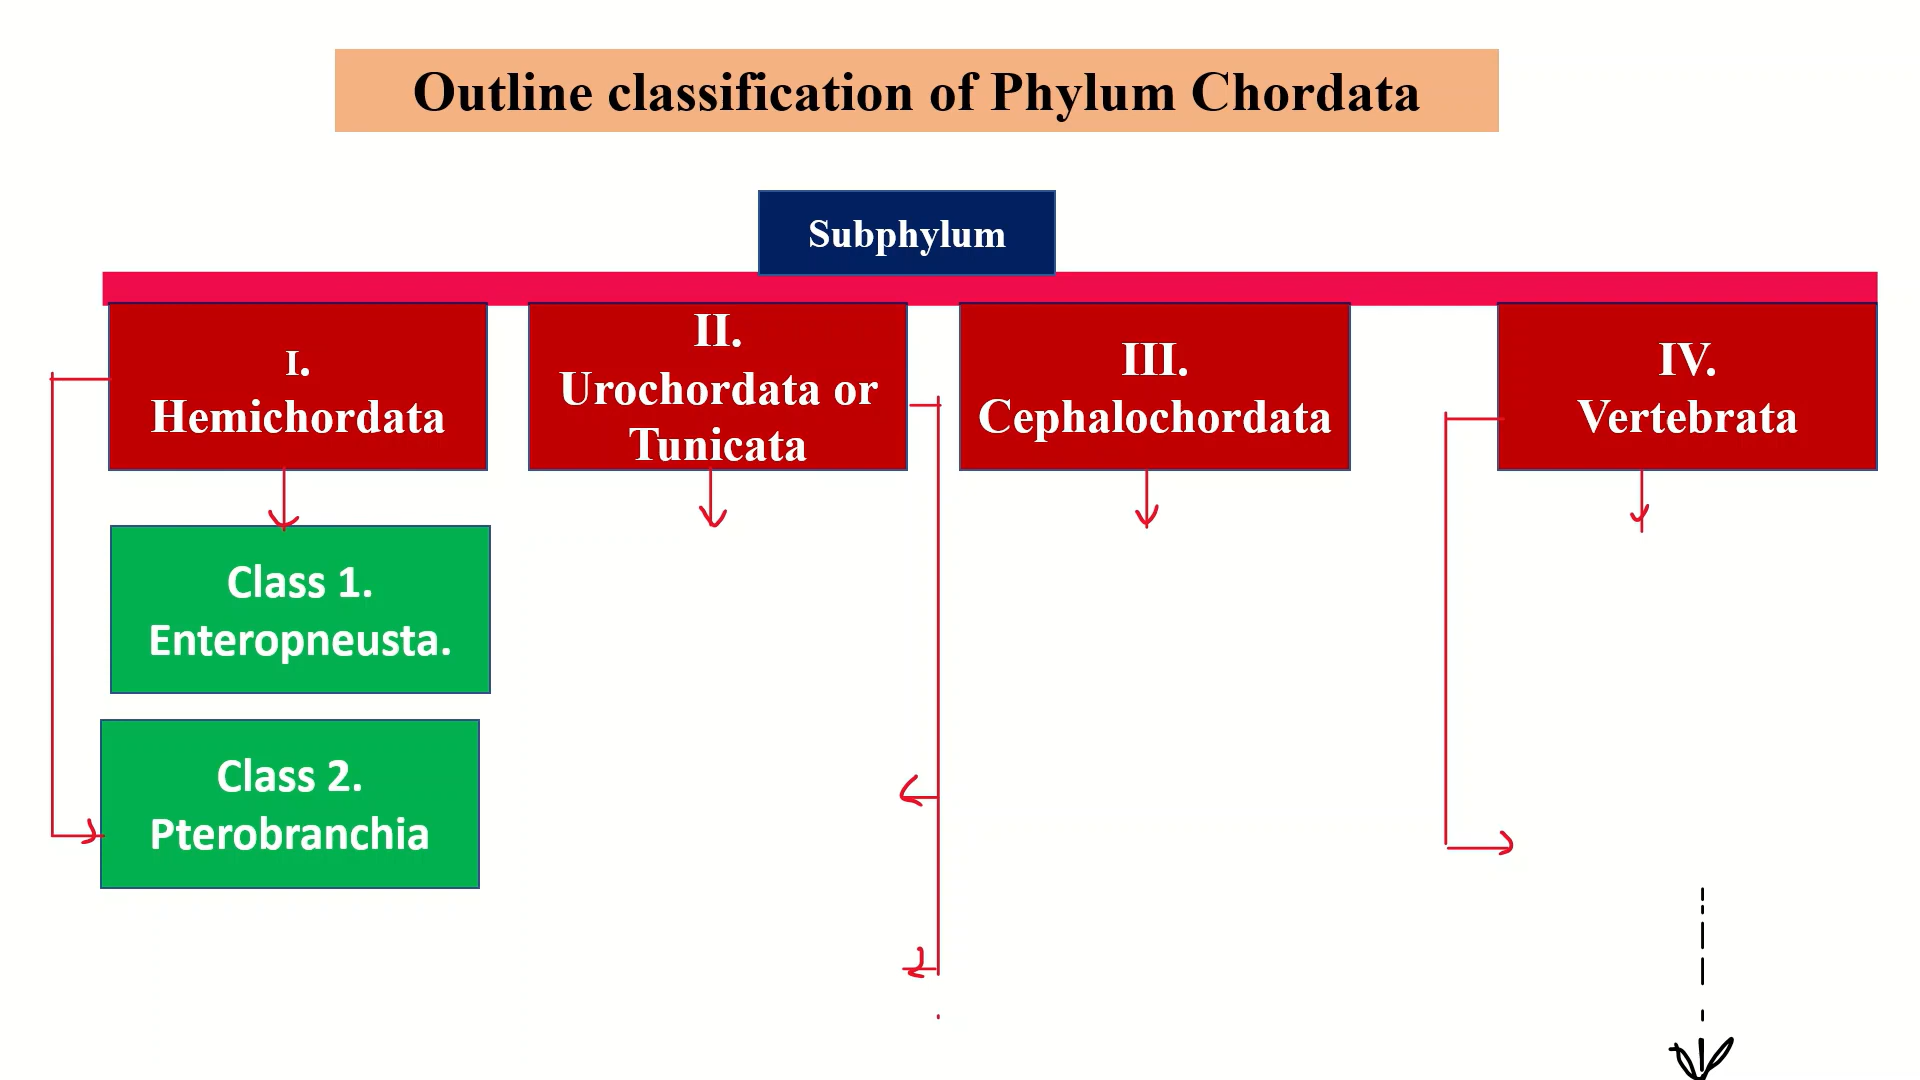 Outline classification of Phylum Chordata
Subphylum
I.
Hemichordata
II.
Urochordata or
Tunicata
III.
Cephalochordata
IV.
Vertebrata
Class 1.
Enteropneusta.
Class 2.
Pterobranchia